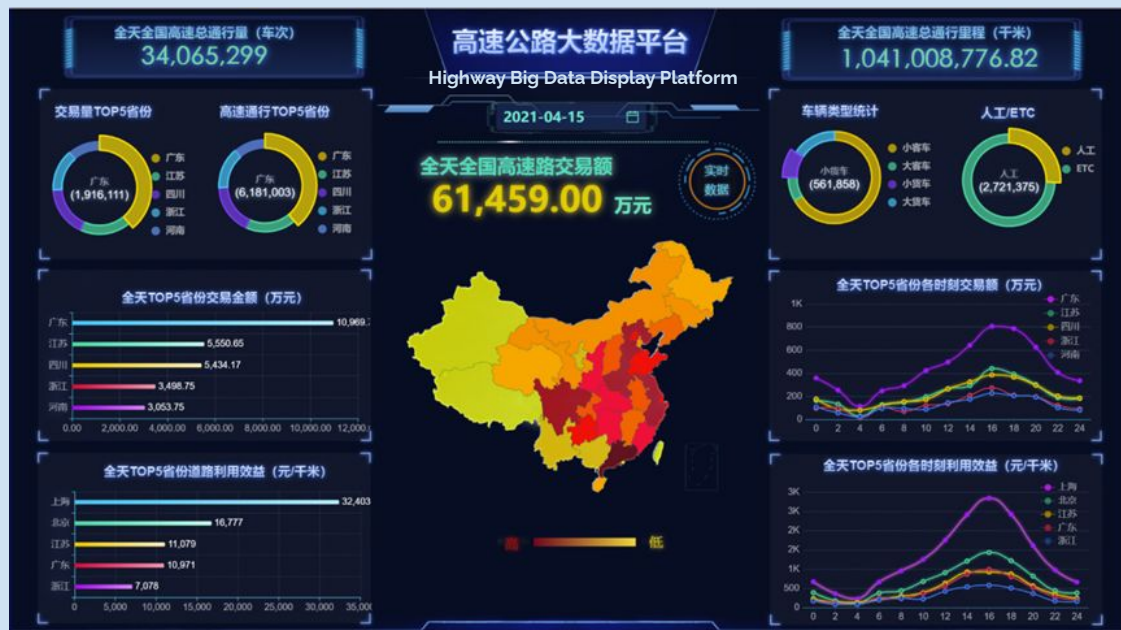 全天全国高速总通行量（车次）
34,065,299
高速公路大数据平台
Highway Big Data Display Platform
全天全国高速总通行里程（千米）
1,041,008,776.82
2021-04-15
全天全国高速路交易额
61,459.00 万元
实时
数据
交易量TOP5省份
广东
(1,916,111)
广东
江苏
四川
浙江
河南
高速通行TOP5省份
广东
(6,181,003)
广东
江苏
四川
浙江
河南
车辆类型统计
小货车
(561,858)
小客车
大客车
小货车
大货车
人工/ETC
人工
(2,721,375)
人工
ETC
全天TOP5省份交易金额（万元）
广东 10,969.
江苏 5,550.65
四川 5,434.17
浙江 3,498.75
河南 3,053.75
0.00 2,000.00 4,000.00 6,000.00 8,000.00 10,000.00 12,000.
全天TOP5省份各时刻交易额（万元）
广东
江苏
四川
浙江
河南
1K
800
600
400
200
0
0 2 4 6 8 10 12 14 16 18 20 22 24
全天TOP5省份道路利用效益（元/千米）
上海 32,403
北京 16,777
江苏 11,079
广东 10,971
浙江 7,078
0 5,000 10,000 15,000 20,000 25,000 30,000 35,00
低
全天TOP5省份各时刻利用效益（元/千米）
上海
北京
江苏
广东
浙江
3K
3K
2K
2K
1K
500
0
0 2 4 6 8 10 12 14 16 18 20 22 24